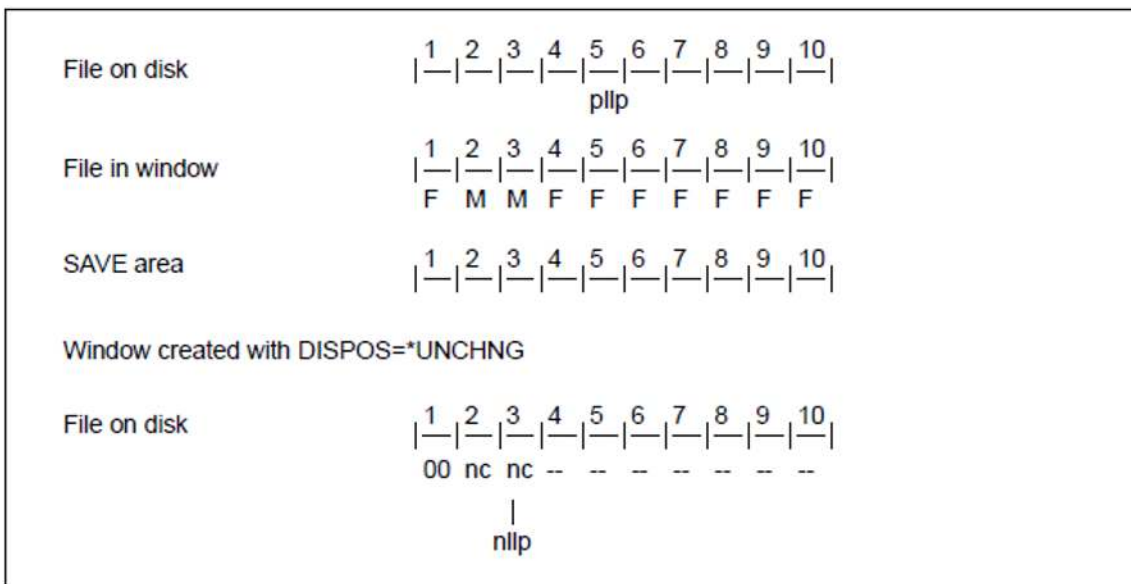 1 2 3 4 5 6 7 8 9 10
File on disk |—|—|—|—|—|—|—|—|—|—|
pllp
1 2 3 4 5 6 7 8 9 10
File in window |—|—|—|—|—|—|—|—|—|—|
F M M F F F F F F F
1 2 3 4 5 6 7 8 9 10
SAVE area |—|—|—|—|—|—|—|—|—|—|
Window created with DISPOS=*UNCHNG
1 2 3 4 5 6 7 8 9 10
File on disk |—|—|—|—|—|—|—|—|—|—|
00 nc nc -- -- -- -- -- -- --
|
nllp